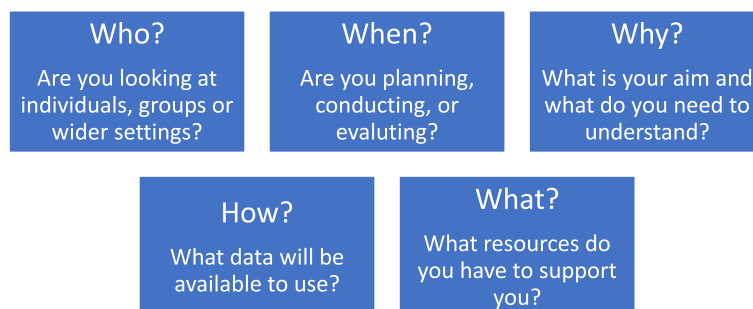 Who?
Are you looking at
individuals, groups or
wider settings?
When?
Are you planning,
conducting, or
evaluting?
Why?
What is your aim and
what do you need to
understand?
How?
What data will be
available to use?
What?
What resources do
you have to support
you?